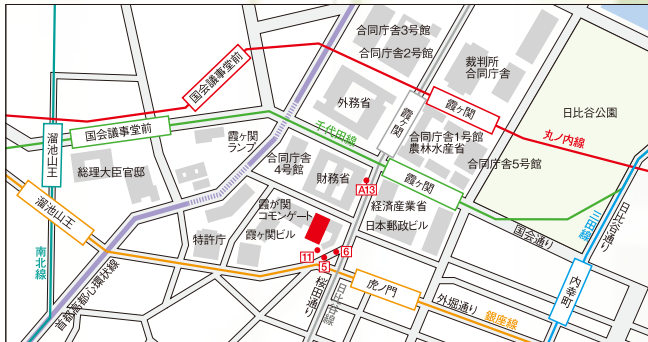 合同庁舎3号館
合同庁舎2号館
裁判所
合同庁舎
国会議事堂前
外務省
霞ヶ関
霞ヶ関
日比谷公園
丸ノ内線
国会議事堂前
霞ヶ関
ランプ
千代田線
合同庁舎1号館
農林水産省
合同庁舎5号館
溜池山王
総理大臣官邸
合同庁舎
4号館
財務省
A13
霞ヶ関
経済産業省
日本郵政ビル
国会通り
三田線
日比谷通り
溜池山王
霞が関
コモンゲート
霞ヶ関ビル
特許庁
南北線
首都高都心環状線
11
5
6
桜田通り
日比谷線
虎ノ門
外堀通り
銀座線
内幸町